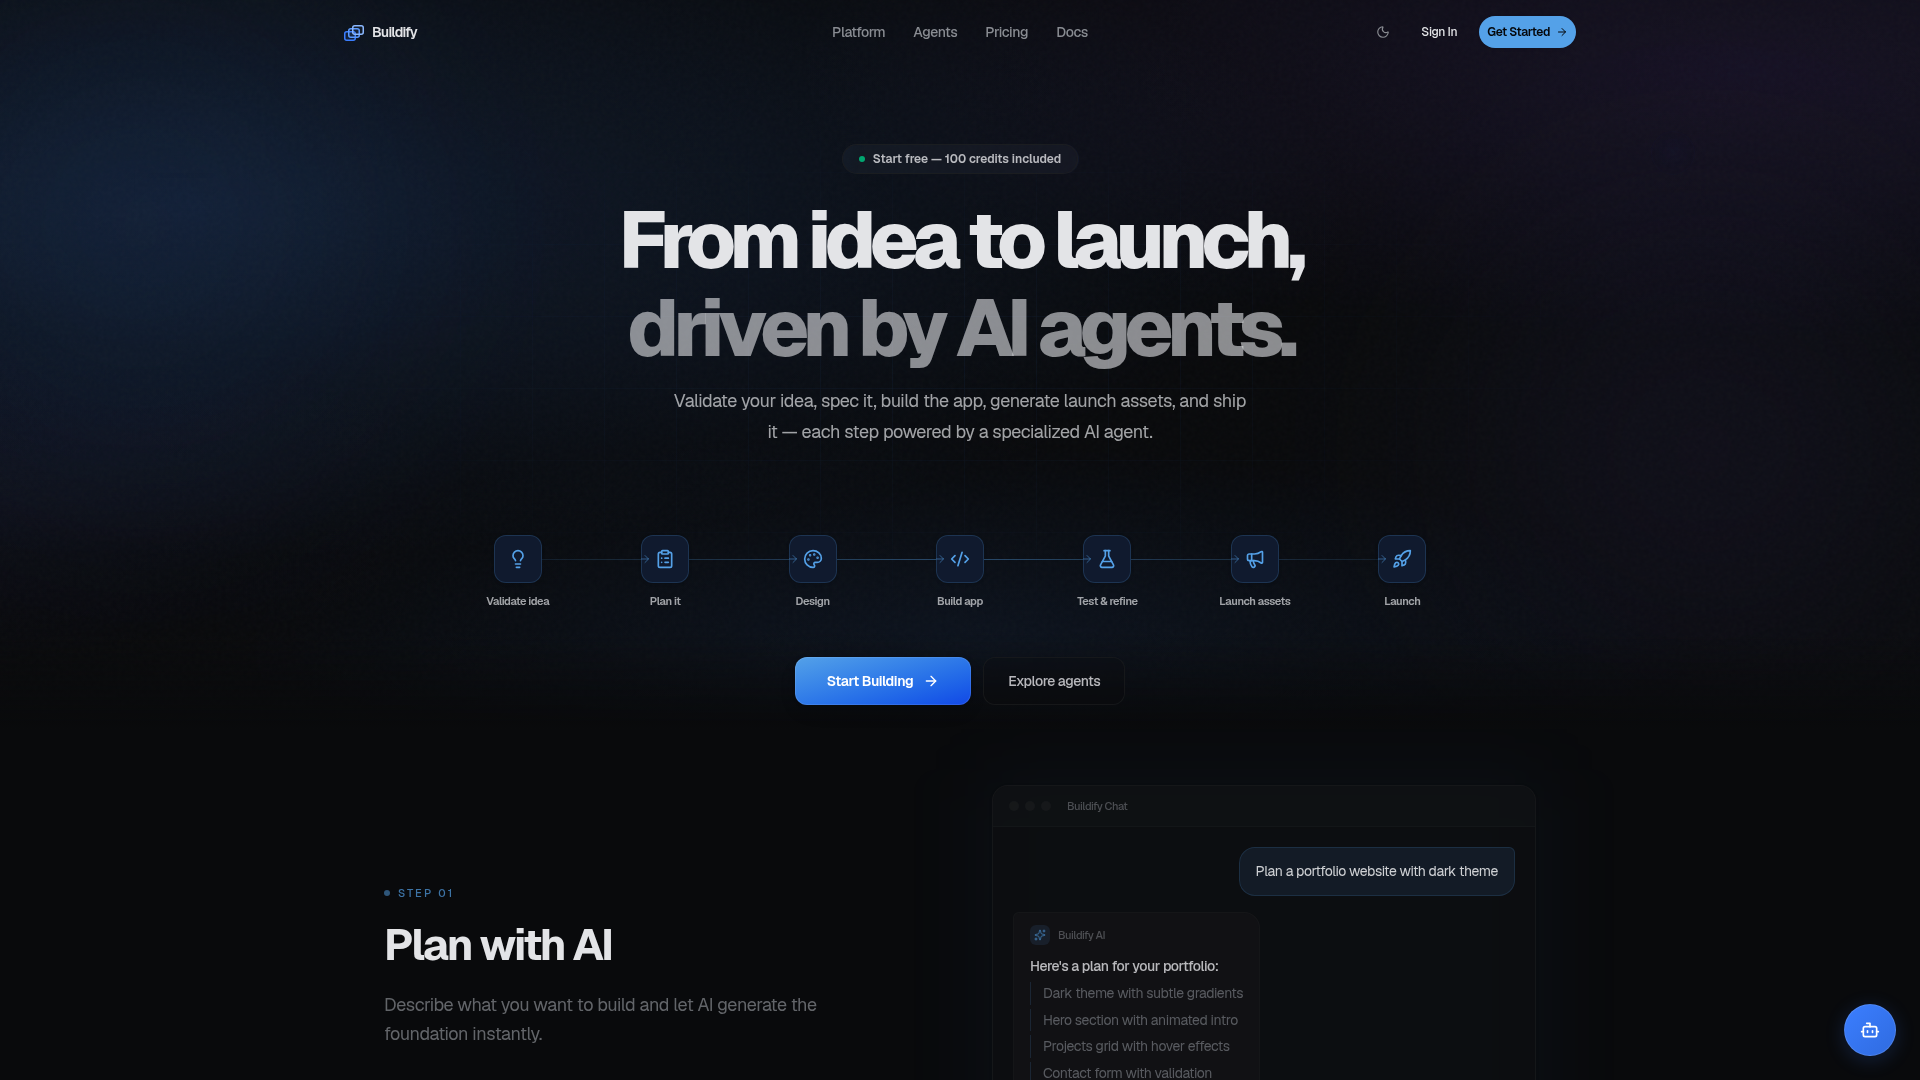 Buildify
Platform
Agents
Pricing
Docs
Sign In
Get Started
Start free — 100 credits included
From idea to launch,
driven by AI agents.
Validate your idea, spec it, build the app, generate launch assets, and ship
it — each step powered by a specialized AI agent.
Validate idea
Plan it
Design
Build app
Test & refine
Launch assets
Launch
Start Building
Explore agents
STEP 01
Plan with AI
Describe what you want to build and let AI generate the
foundation instantly.
Buildify Chat
Plan a portfolio website with dark theme
Buildify AI
Here's a plan for your portfolio:
Dark theme with subtle gradients
Hero section with animated intro
Projects grid with hover effects
Contact form with validation